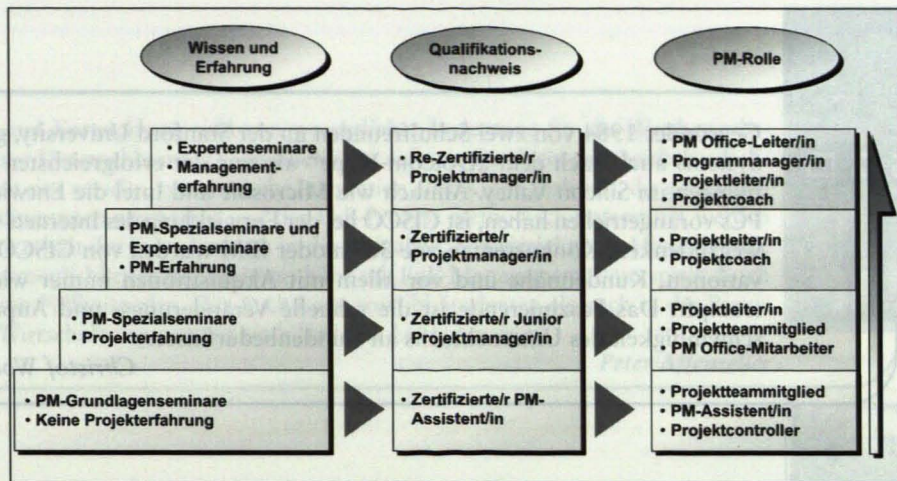 Wissen und
Erfahrung
Qualifikations-
nachweis
PM-Rolle
• Expertenseminare
• Management-
erfahrung
• Re-Zertifizierte/r
Projektmanager/in
• PM Office-Leiter/in
• Programmanager/in
• Projektleiter/in
• Projektcoach
• PM-Spezialseminare und
Expertenseminare
• PM-Erfahrung
• Zertifizierte/r
Projektmanager/in
• Projektleiter/in
• Projektcoach
• PM-Spezialseminare
• Projekterfahrung
• Zertifizierte/r Junior
Projektmanager/in
• Projektleiter/in
• Projektteammitglied
• PM Office-Mitarbeiter
• PM-Grundlagenseminare
• Keine Projekterfahrung
• Zertifizierte/r PM-
Assistent/in
• Projektteammitglied
• PM-Assistent/in
• Projektcontroller